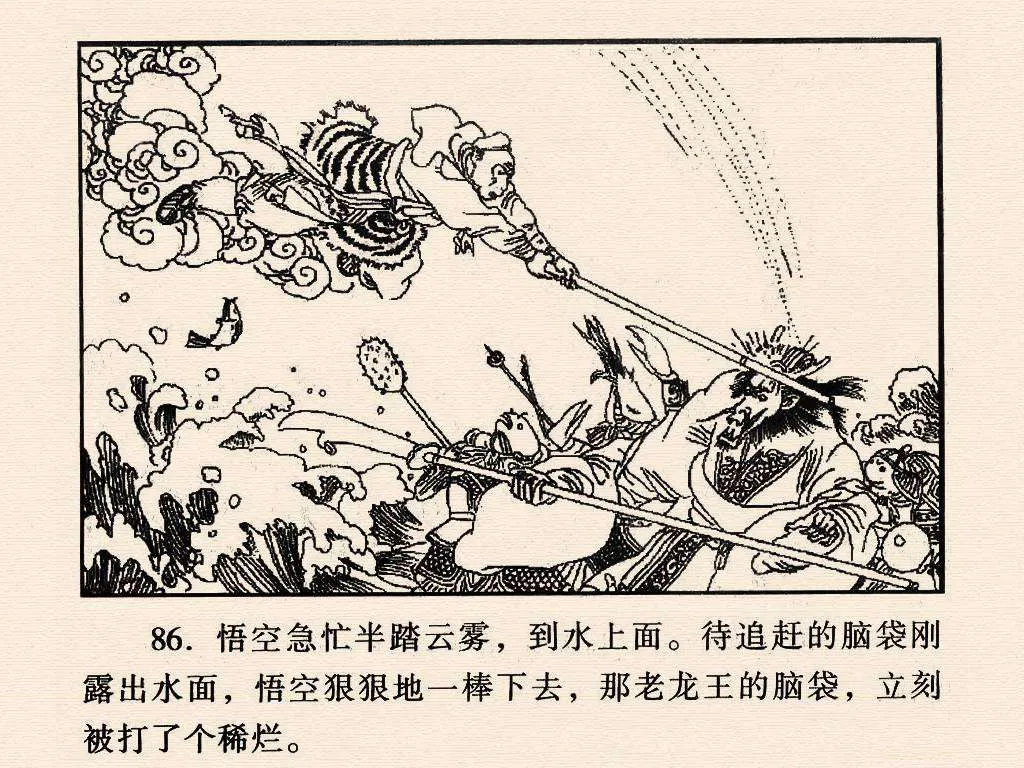 86. 悟空急忙半踏云雾，到水上面。待追赶的脑袋刚
露出水面，悟空狠狠地一棒下去，那老龙王的脑袋，立刻
被打了个稀烂。